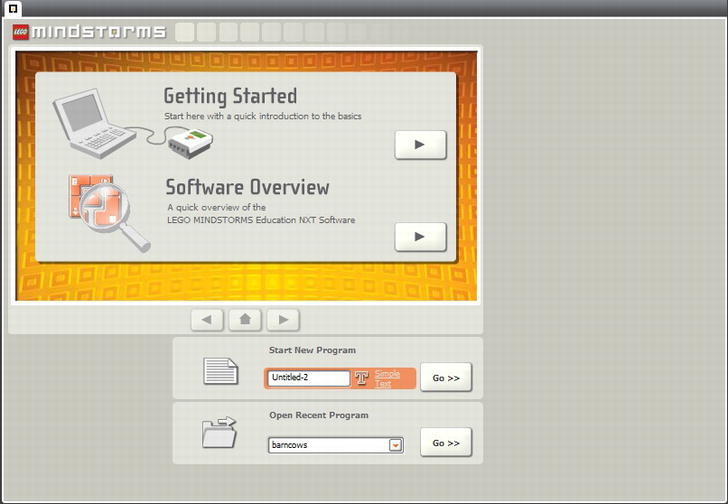 LEGO mindstorms
Getting Started
Start here with a quick introduction to the basics
Software Overview
A quick overview of the
LEGO MINDSTORMS Education NXT Software
Start New Program
Untitled-2
T
Simple
Text
Go >>
Open Recent Program
barncows
Go >>